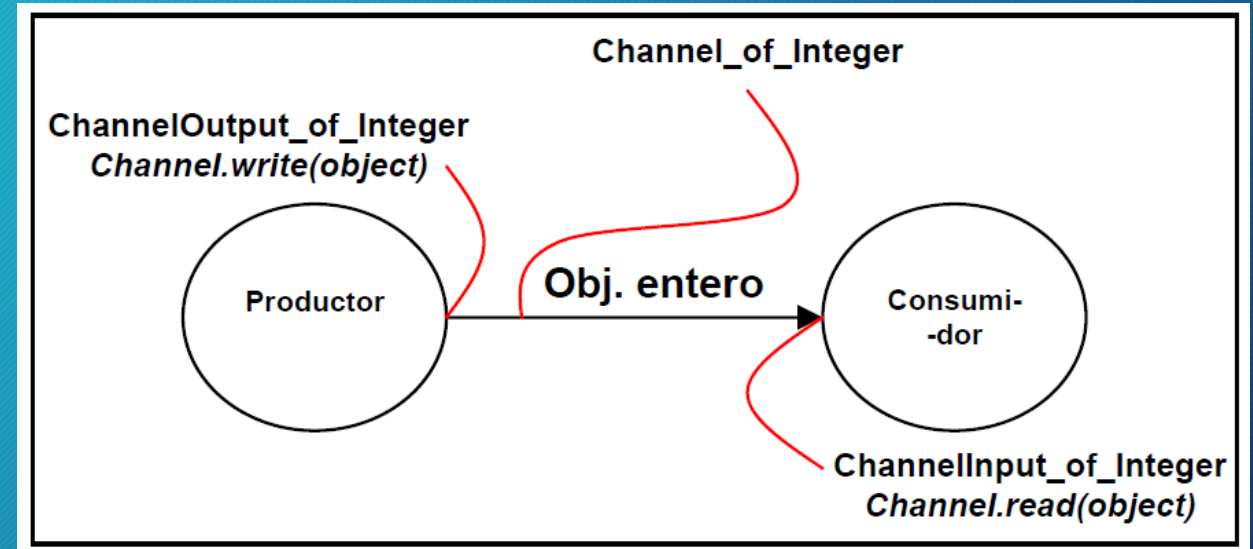 Channel_of_Integer
ChannelOutput_of_Integer
Channel.write(object)
Obj. entero
Productor
Consumi-
-dor
ChannelInput_of_Integer
Channel.read(object)